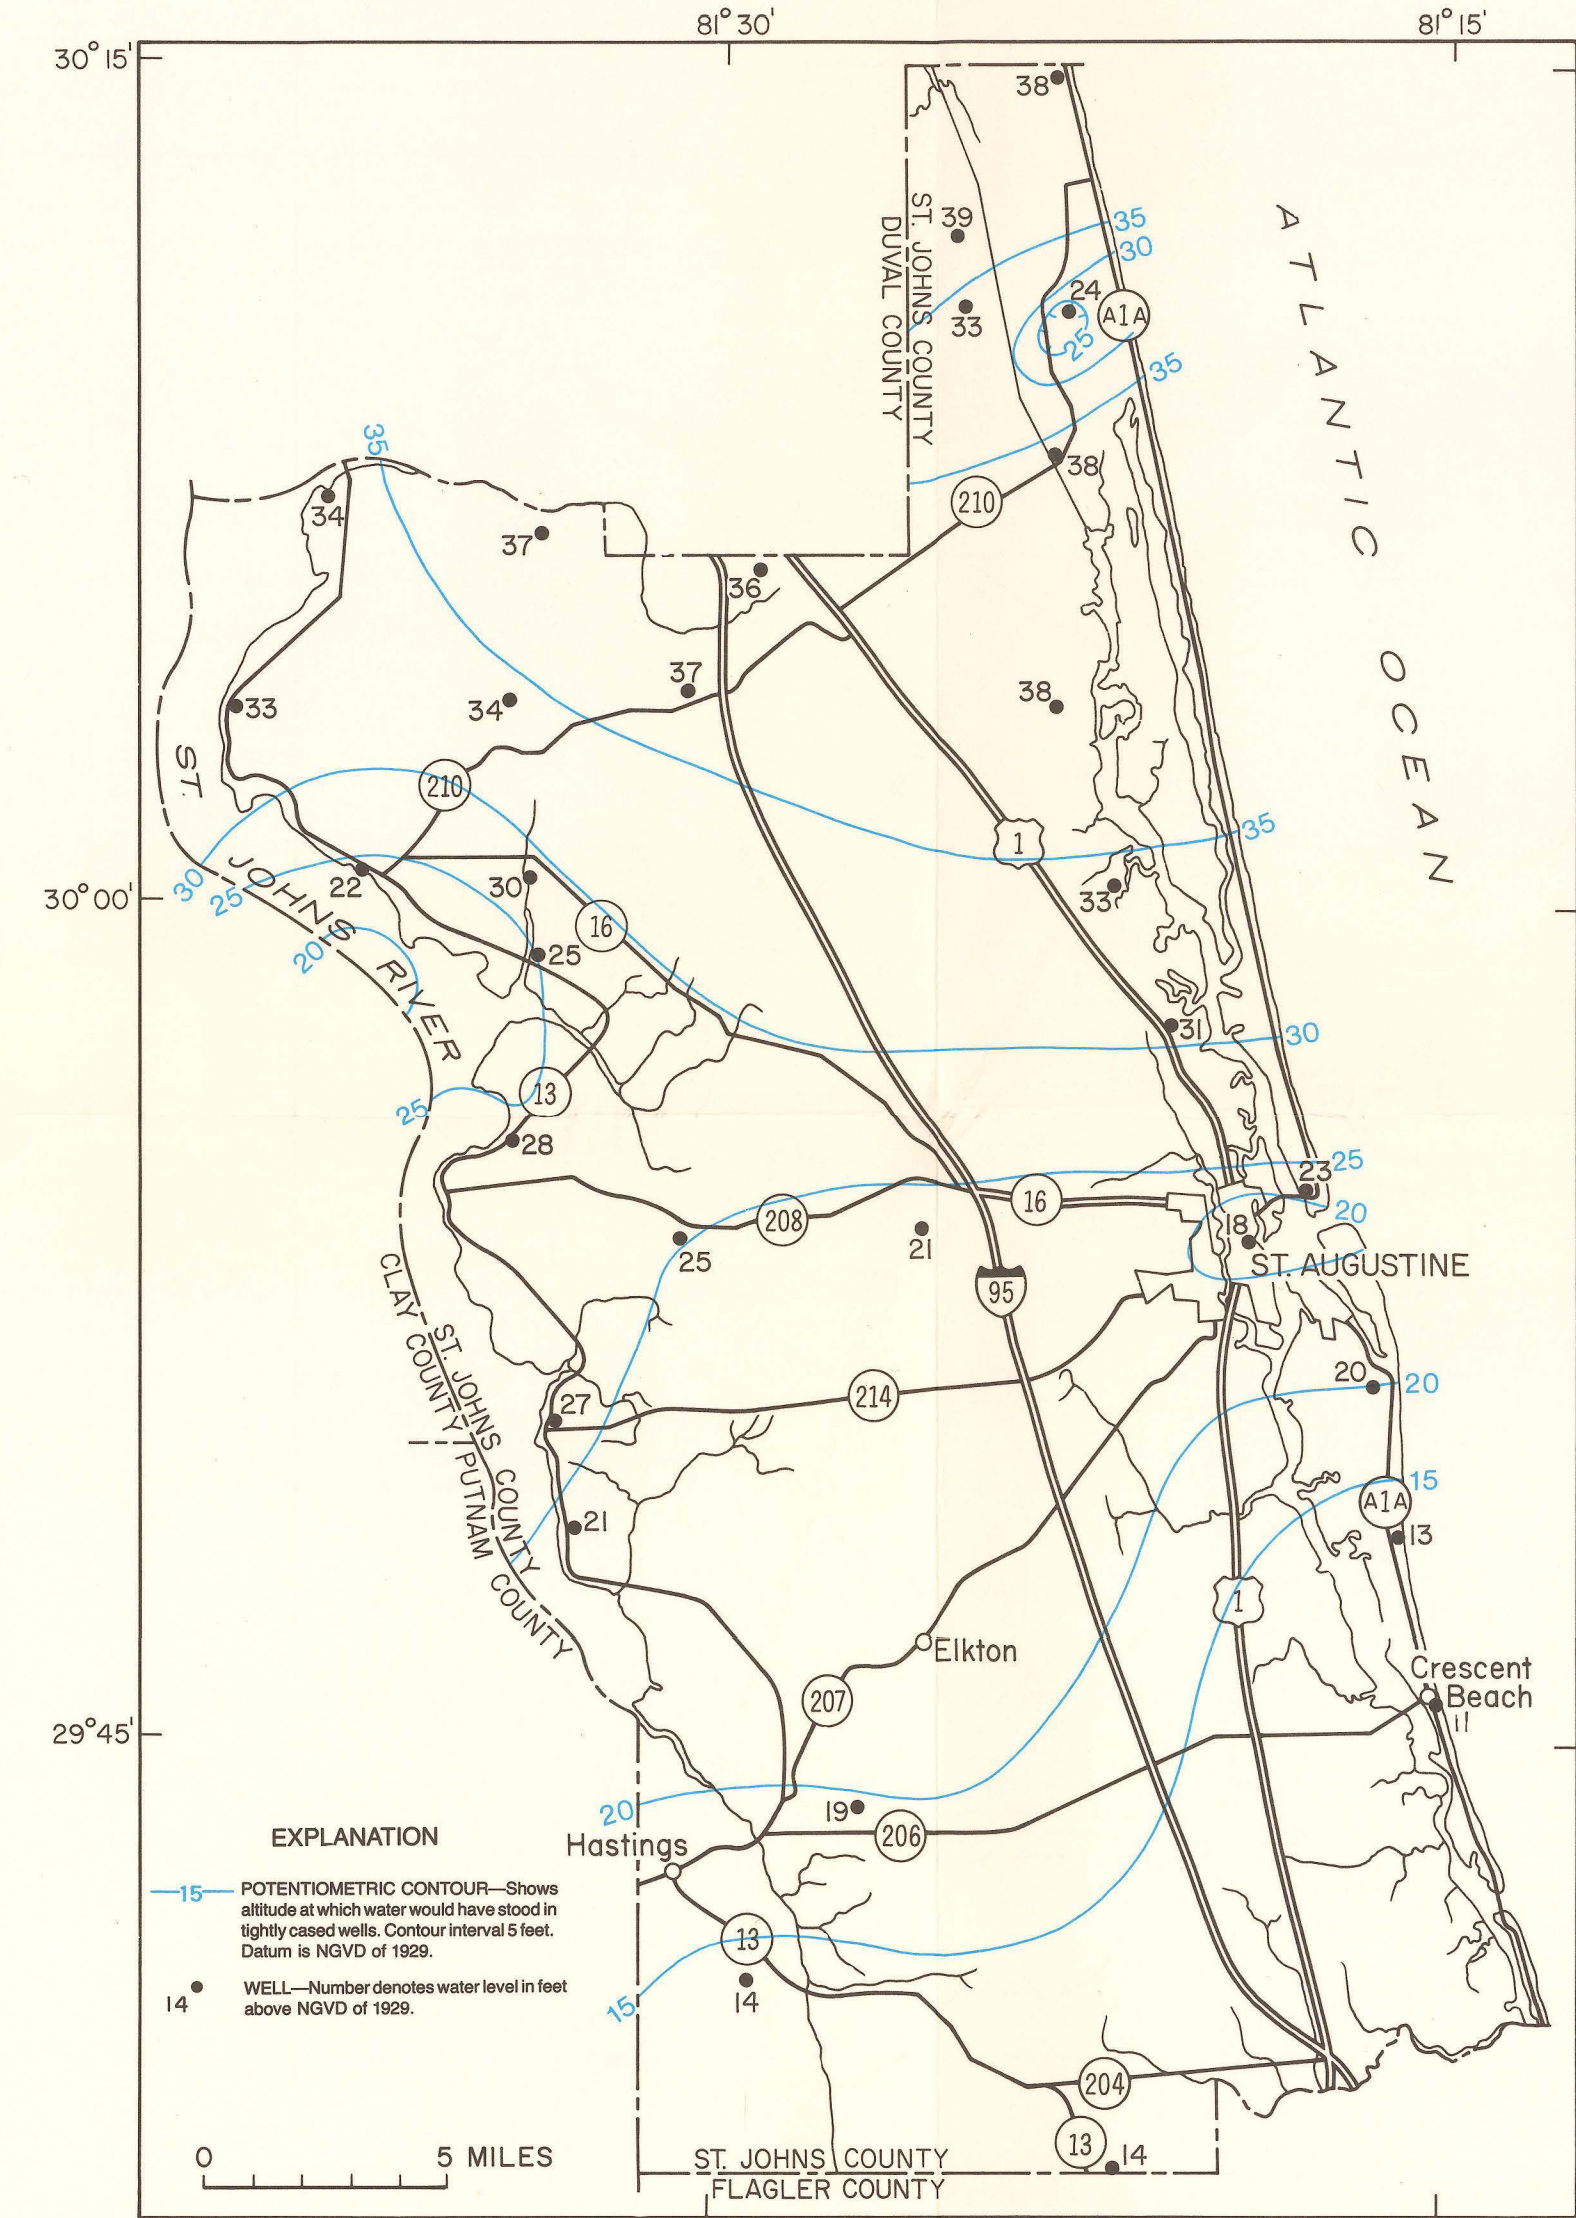 81°30'
81°15'
30°15'
38
39
ST. JOHNS COUNTY
DUVAL COUNTY
35
30
24
33
A1A
25
35
ATLANTIC OCEAN
35
38
34
210
37
36
37
33
34
38
ST. JOHNS RIVER
210
35
1
22
30
33
30°00'
30
25
16
25
20
31
30
13
25
28
25
23
16
208
20
18
25
21
ST. AUGUSTINE
95
CLAY COUNTY
ST. JOHNS COUNTY
20
20
214
27
PUTNAM COUNTY
15
A1A
21
13
1
Elkton
Crescent
Beach
207
11
29°45'
20
19
206
EXPLANATION
Hastings
15
POTENTIOMETRIC CONTOUR—Shows
altitude at which water would have stood in
tightly cased wells. Contour interval 5 feet.
Datum is NGVD of 1929.
13
14
WELL—Number denotes water level in feet
above NGVD of 1929.
15
14
204
0
5 MILES
13
14
ST. JOHNS COUNTY
FLAGLER COUNTY